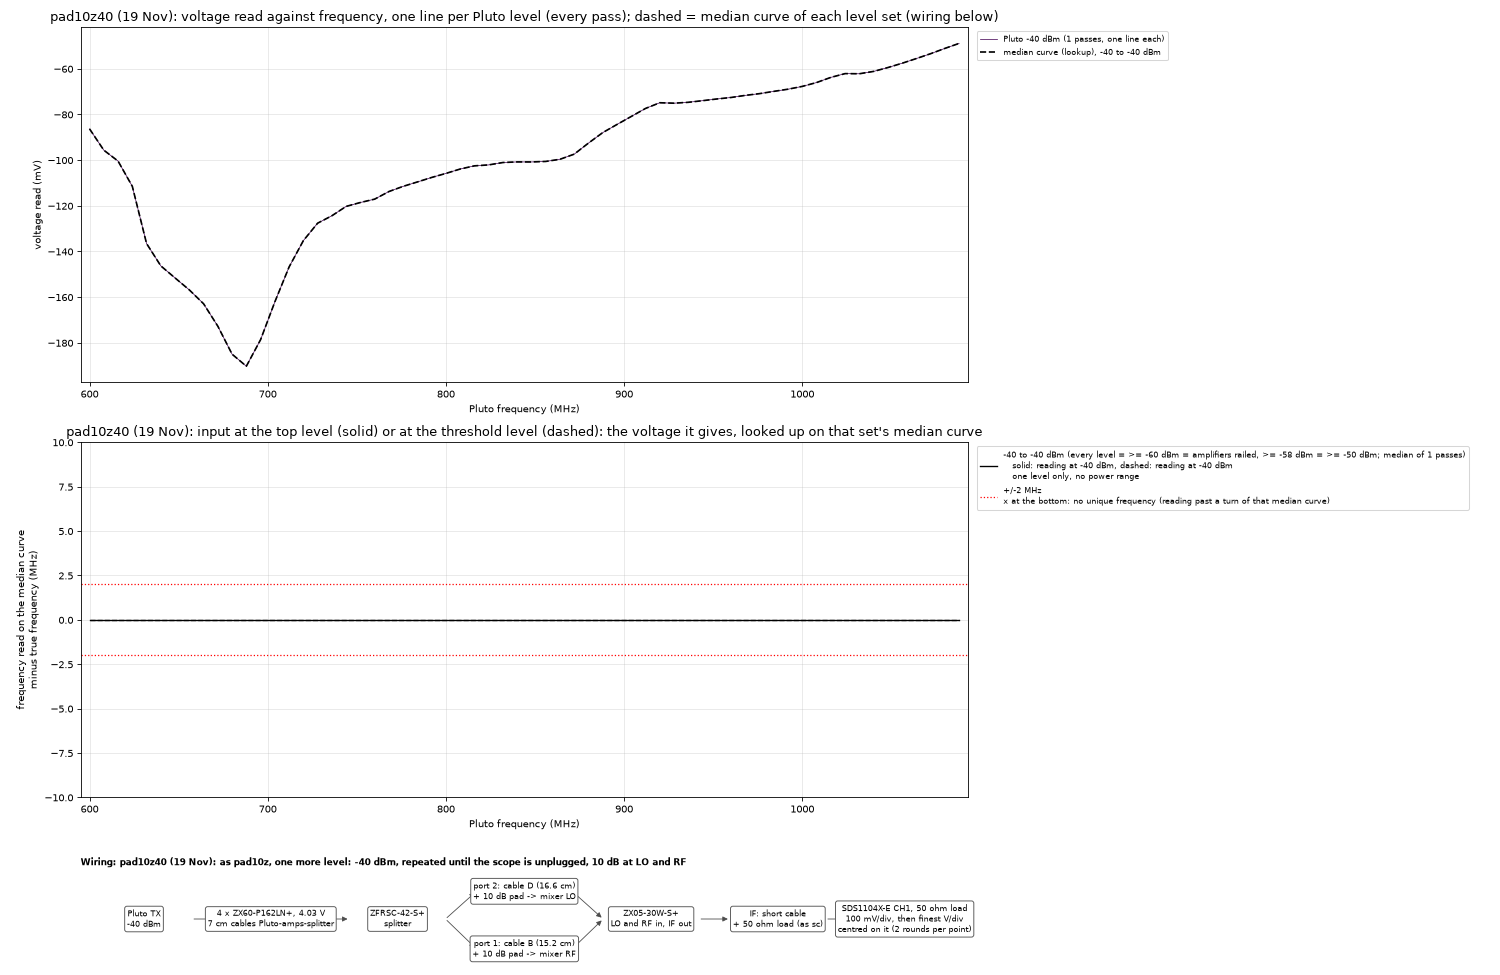 pad10z40 (19 Nov): voltage read against frequency, one line per Pluto level (every pass); dashed = median curve of each level set (wiring below)
Pluto -40 dBm (1 passes, one line each)
median curve (lookup), -40 to -40 dBm
voltage read (mV)
−60
−80
−100
−120
−140
−160
−180
600
700
800
900
1000
Pluto frequency (MHz)
pad10z40 (19 Nov): input at the top level (solid) or at the threshold level (dashed): the voltage it gives, looked up on that set's median curve
-40 to -40 dBm (every level = >= -60 dBm = amplifiers railed, >= -58 dBm = >= -50 dBm; median of 1 passes)
solid: reading at -40 dBm, dashed: reading at -40 dBm
one level only, no power range
+/-2 MHz
x at the bottom: no unique frequency (reading past a turn of that median curve)
frequency read on the median curve
minus true frequency (MHz)
10.0
7.5
5.0
2.5
0.0
−2.5
−5.0
−7.5
−10.0
600
700
800
900
1000
Pluto frequency (MHz)
Wiring: pad10z40 (19 Nov): as pad10z, one more level: -40 dBm, repeated until the scope is unplugged, 10 dB at LO and RF
Pluto TX
-40 dBm
4 x ZX60-P162LN+, 4.03 V
7 cm cables Pluto-amps-splitter
ZFRSC-42-S+
splitter
port 2: cable D (16.6 cm)
+ 10 dB pad -> mixer LO
port 1: cable B (15.2 cm)
+ 10 dB pad -> mixer RF
ZX05-30W-S+
LO and RF in, IF out
IF: short cable
+ 50 ohm load (as sc)
SDS1104X-E CH1, 50 ohm load
100 mV/div, then finest V/div
centred on it (2 rounds per point)